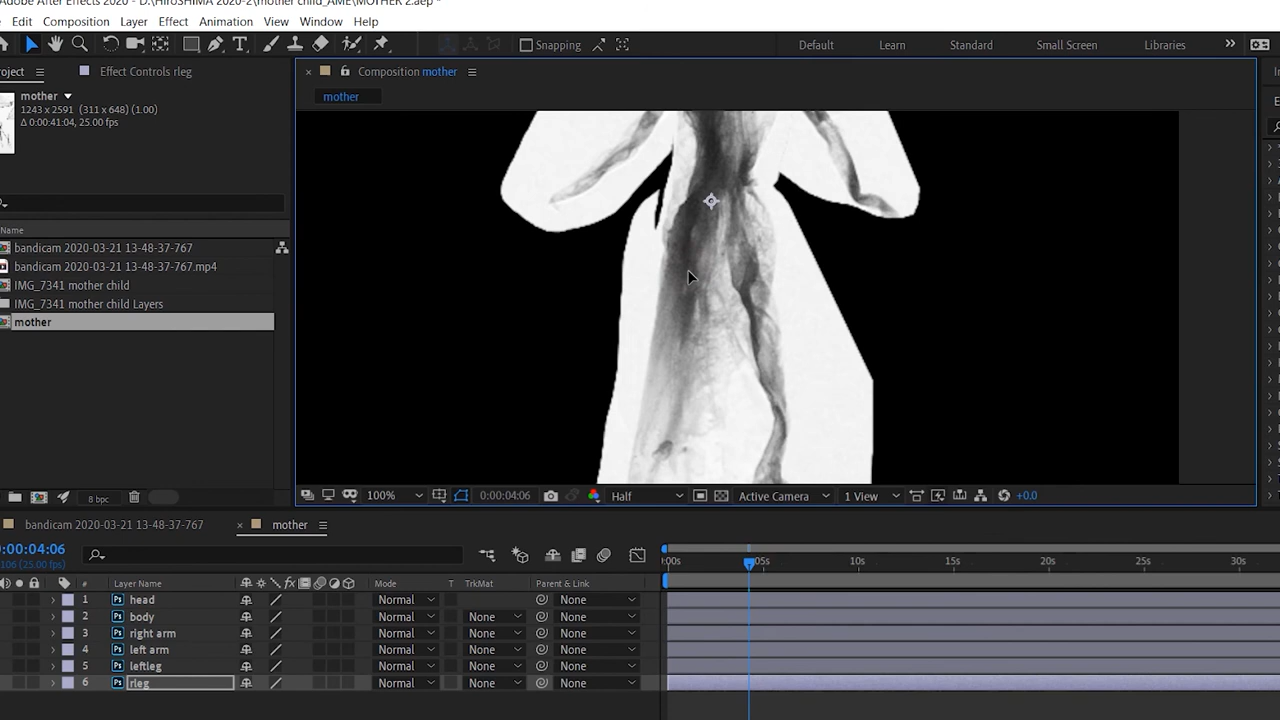 Adobe After Effects 2020 - D:\HiroSHIMA 2020-2\mother child_AME\MOTHER 2.aep *
Edit Composition Layer Effect Animation View Window Help
Snapping Default Learn Standard Small Screen Libraries
roject Effect Controls rleg Composition mother
mother
mother
1243 x 2591 (311 x 648) (1.00)
Δ 0:00:41:04, 25.00 fps
Name
bandicam 2020-03-21 13-48-37-767
bandicam 2020-03-21 13-48-37-767.mp4
IMG_7341 mother child
IMG_7341 mother child Layers
mother
8 bpc 100% 0:00:04:06 Half Active Camera 1 View +0.0
bandicam 2020-03-21 13-48-37-767 mother
0:00:04:06
106 (25.00 fps)
):00s 05s 10s 15s 20s 25s 30s
# Layer Name Mode T TrkMat Parent & Link
1 head Normal None
2 body Normal None None
3 right arm Normal None None
4 left arm Normal None None
5 leftleg Normal None None
6 rleg Normal None None